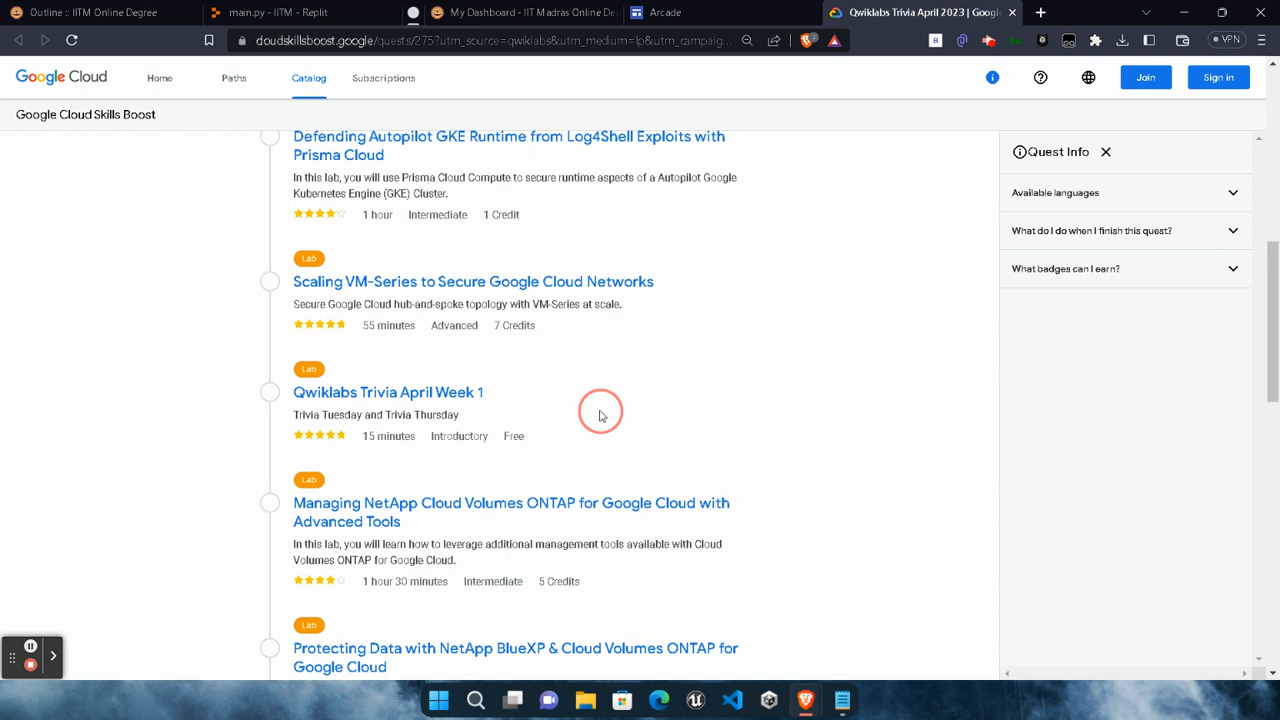 Outline :: IITM Online Degree
main.py - IITM - Replit
My Dashboard - IIT Madras Online De
Arcade
Qwiklabs Trivia April 2023 | Googl
cloudskillsboost.google/quests/275?utm_source=qwiklabs&utm_medium=lp&utm_campaig...
VPN
Google Cloud
Home
Paths
Catalog
Subscriptions
Join
Sign in
Google Cloud Skills Boost
Defending Autopilot GKE Runtime from Log4Shell Exploits with
Prisma Cloud
In this lab, you will use Prisma Cloud Compute to secure runtime aspects of a Autopilot Google
Kubernetes Engine (GKE) Cluster.
1 hour Intermediate 1 Credit
Lab
Scaling VM-Series to Secure Google Cloud Networks
Secure Google Cloud hub-and-spoke topology with VM-Series at scale.
55 minutes Advanced 7 Credits
Lab
Qwiklabs Trivia April Week 1
Trivia Tuesday and Trivia Thursday
15 minutes Introductory Free
Lab
Managing NetApp Cloud Volumes ONTAP for Google Cloud with
Advanced Tools
In this lab, you will learn how to leverage additional management tools available with Cloud
Volumes ONTAP for Google Cloud.
1 hour 30 minutes Intermediate 5 Credits
Lab
Protecting Data with NetApp BlueXP & Cloud Volumes ONTAP for
Google Cloud
Quest Info
Available languages
What do I do when I finish this quest?
What badges can I earn?